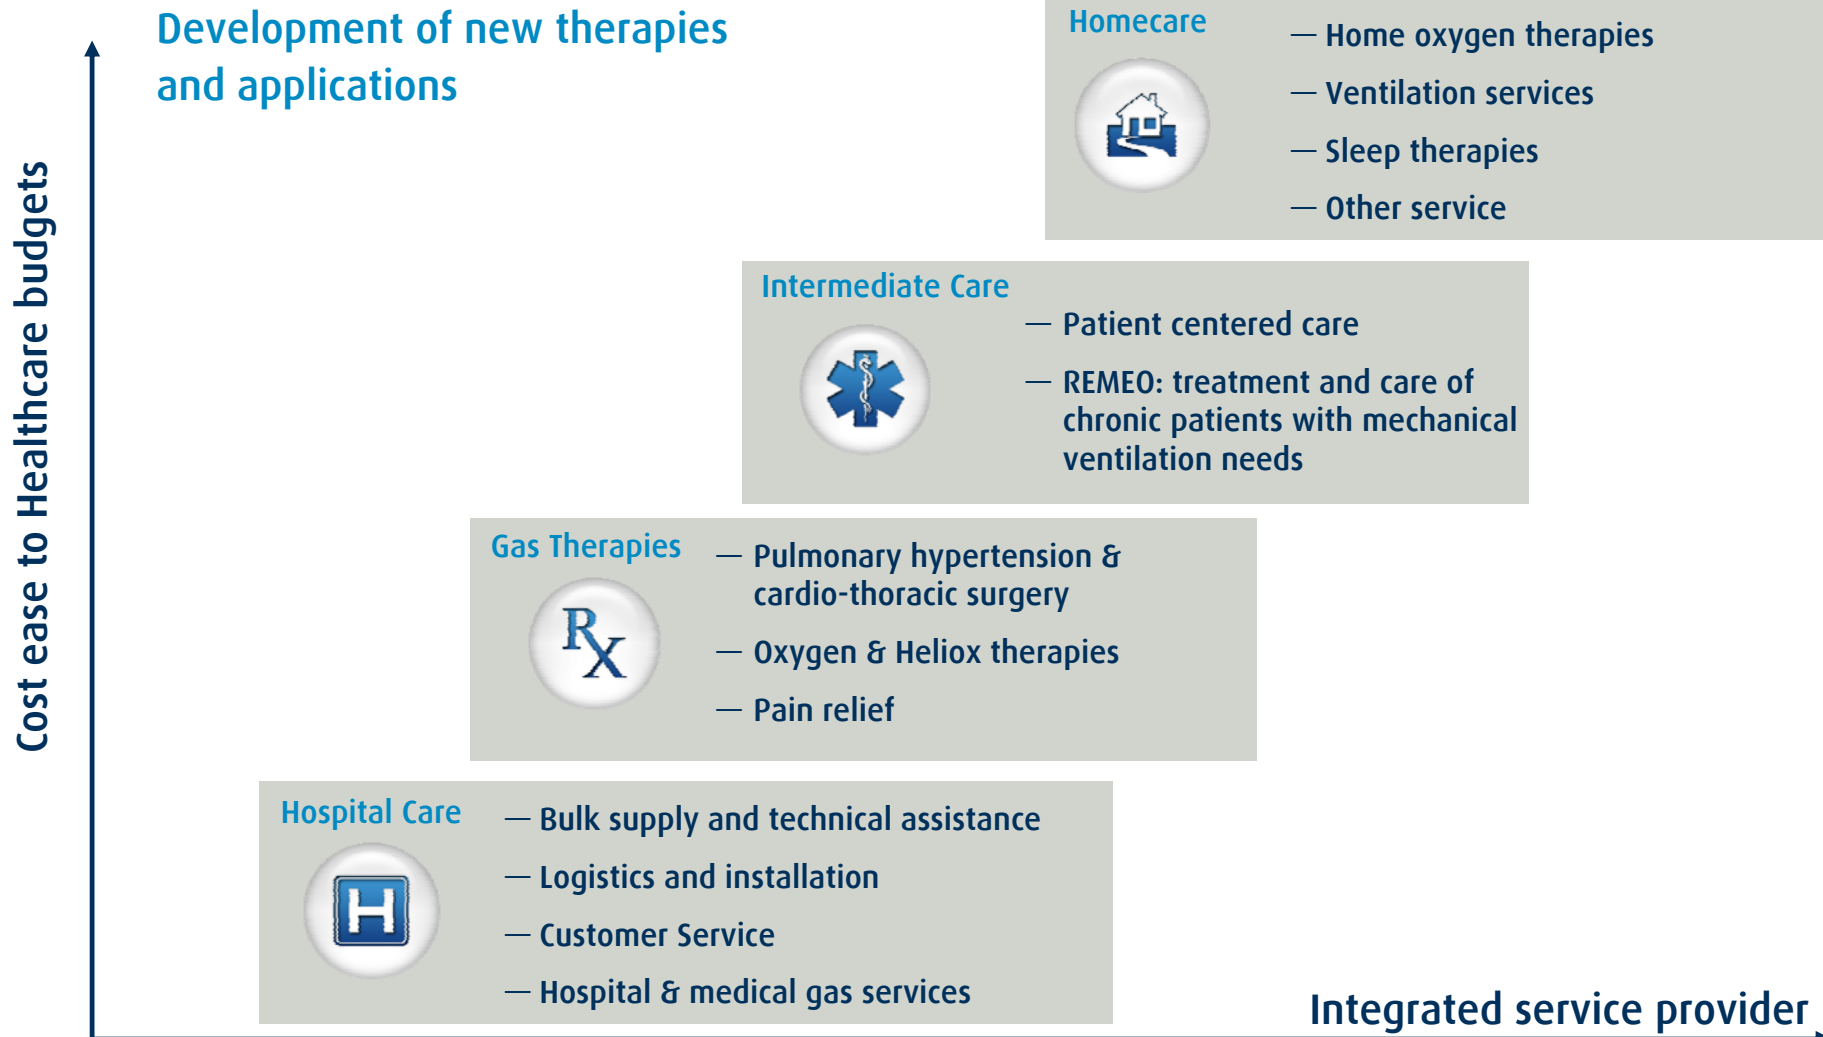 Development of new therapies
and applications
Cost ease to Healthcare budgets
Homecare
— Home oxygen therapies
— Ventilation services
— Sleep therapies
— Other service
Intermediate Care
— Patient centered care
— REMEO: treatment and care of
chronic patients with mechanical
ventilation needs
Gas Therapies
RX
— Pulmonary hypertension &
cardio-thoracic surgery
— Oxygen & Heliox therapies
— Pain relief
Hospital Care
H
— Bulk supply and technical assistance
— Logistics and installation
— Customer Service
— Hospital & medical gas services
Integrated service provider